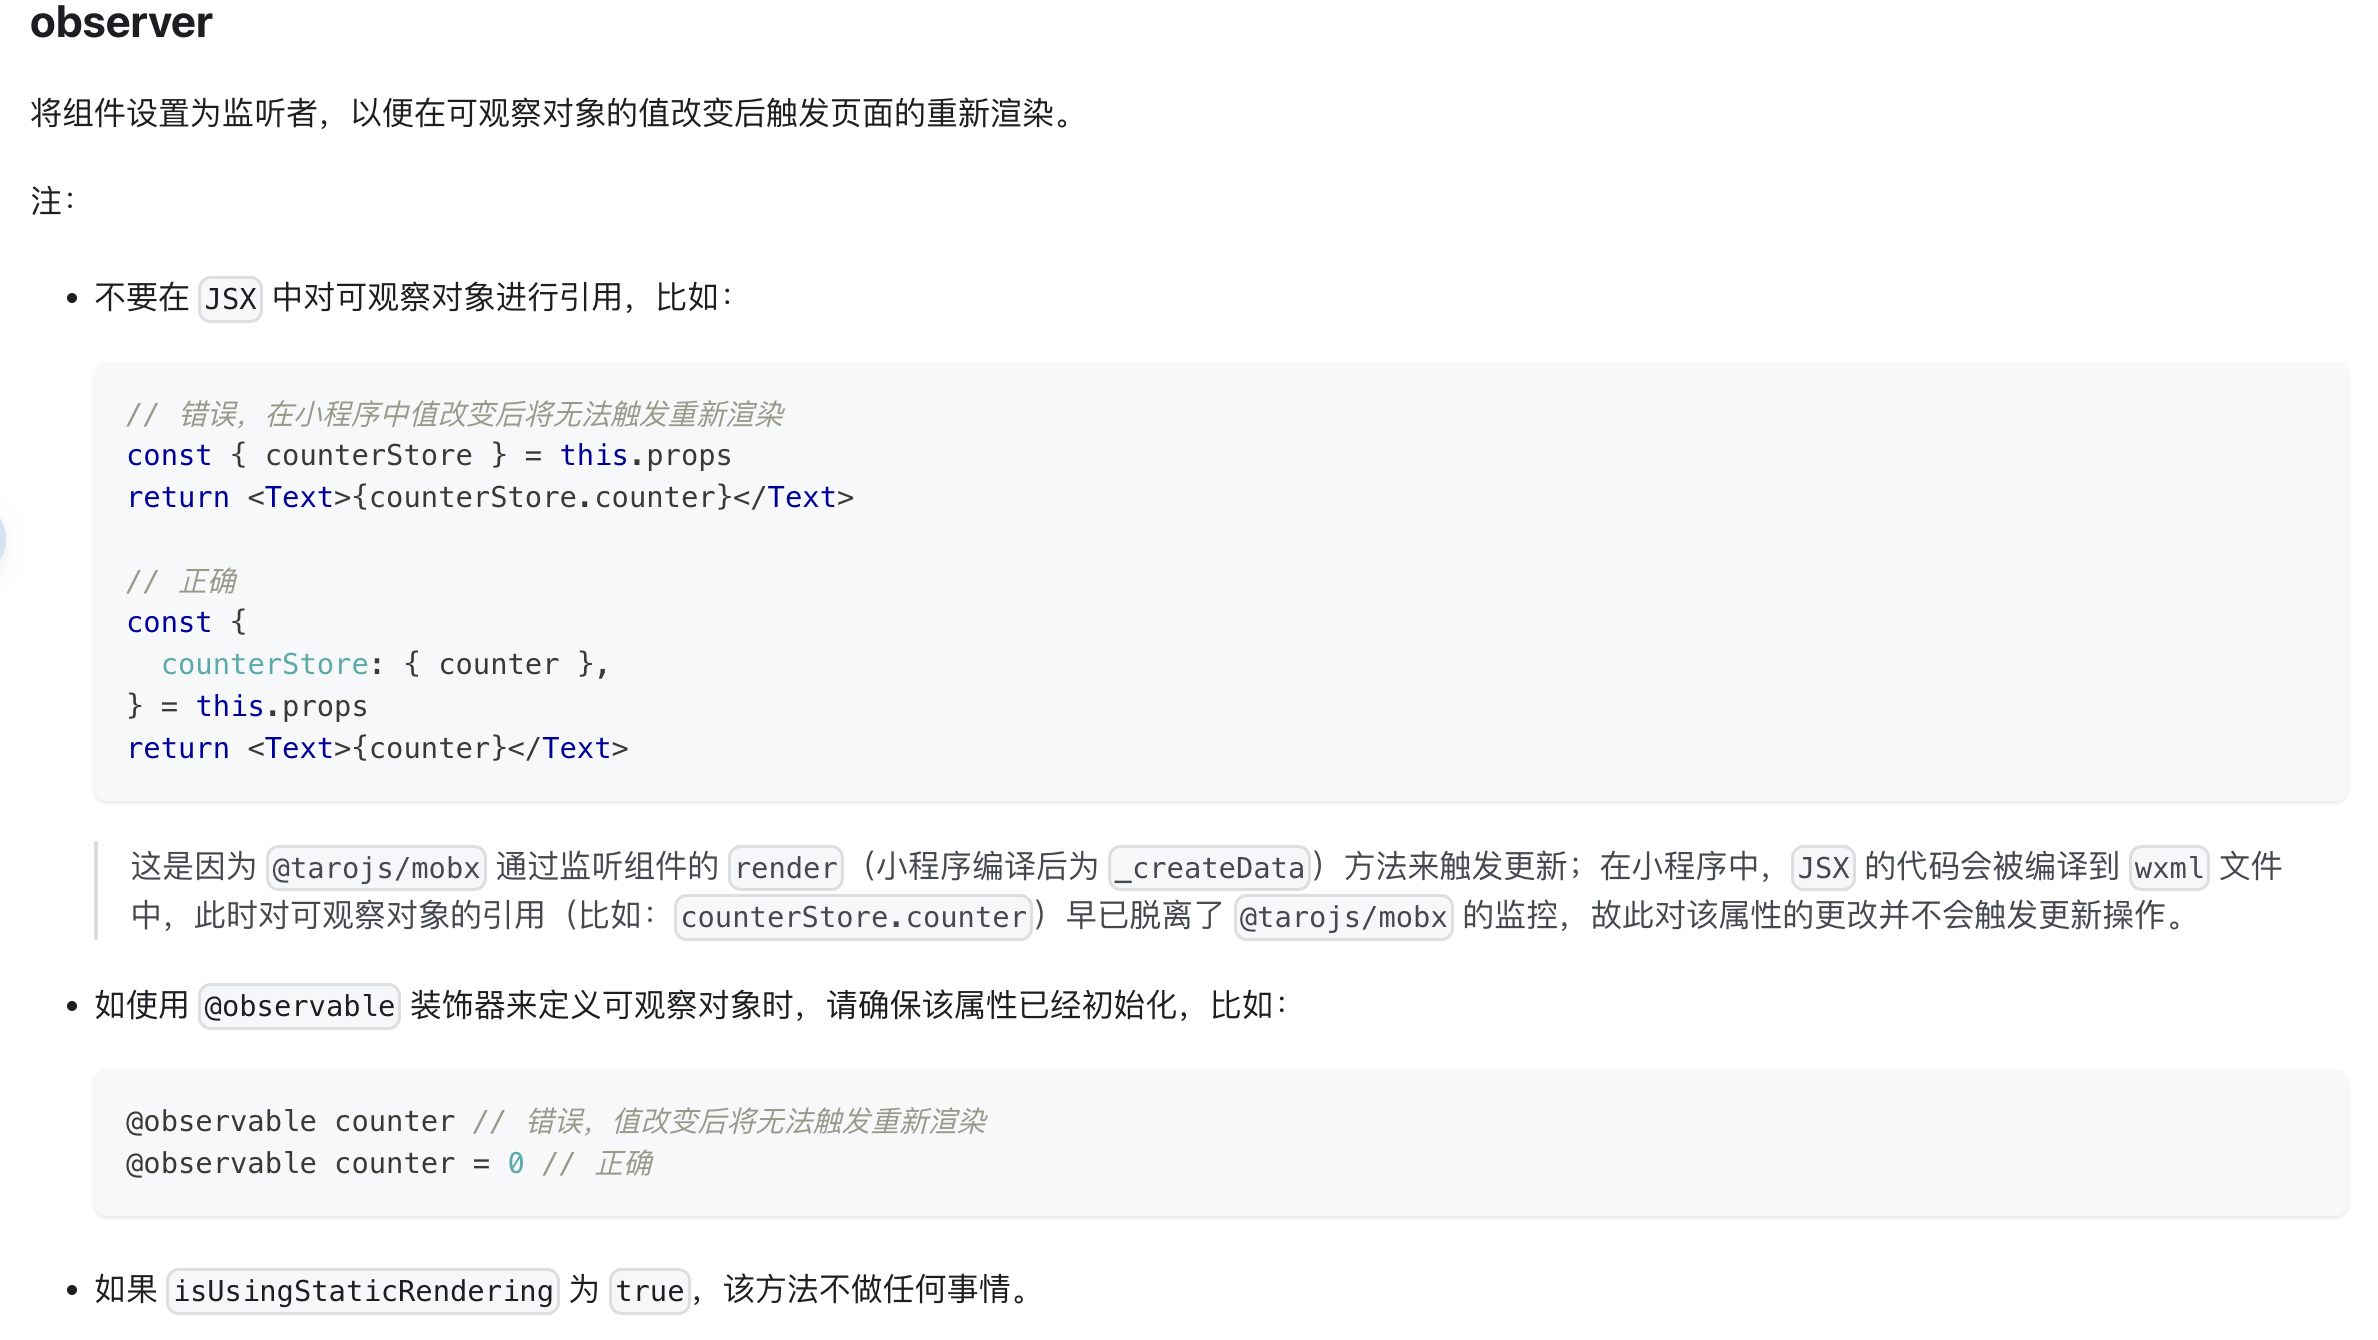 observer
将组件设置为监听者，以便在可观察对象的值改变后触发页面的重新渲染。
注：
• 不要在 JSX 中对可观察对象进行引用，比如：
// 错误，在小程序中值改变后将无法触发重新渲染
const { counterStore } = this.props
return <Text>{counterStore.counter}</Text>
// 正确
const {
  counterStore: { counter },
} = this.props
return <Text>{counter}</Text>
这是因为 @tarojs/mobx 通过监听组件的 render（小程序编译后为 _createData）方法来触发更新；在小程序中，JSX 的代码会被编译到 wxml 文件
中，此时对可观察对象的引用（比如：counterStore.counter）早已脱离了 @tarojs/mobx 的监控，故此对该属性的更改并不会触发更新操作。
• 如使用 @observable 装饰器来定义可观察对象时，请确保该属性已经初始化，比如：
@observable counter // 错误，值改变后将无法触发重新渲染
@observable counter = 0 // 正确
• 如果 isUsingStaticRendering 为 true，该方法不做任何事情。